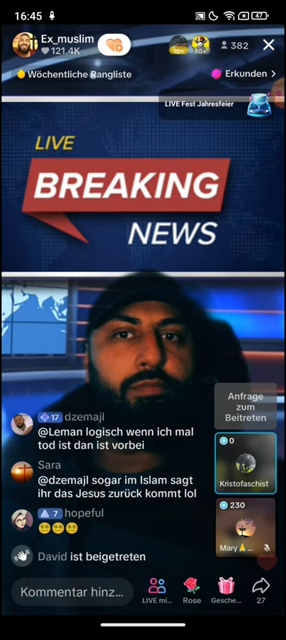 16:45
47
Ex_muslim
121.4K
10+
10+
382
Wöchentliche Rangliste
Erkunden >
LIVE Fest Jahresfeier
LIVE
BREAKING
NEWS
Anfrage
zum
Beitreten
17 dzemajl
@Leman logisch wenn ich mal
tod ist dan ist vorbei
0
Kristofaschist
Sara
@dzemajl sogar im Islam sagt
ihr das Jesus zurück kommt lol
230
Mary🙏...
7 hopeful
😁😁😁
David ist beigetreten
Kommentar hinz...
LIVE mi...
Rose
Gesche...
27